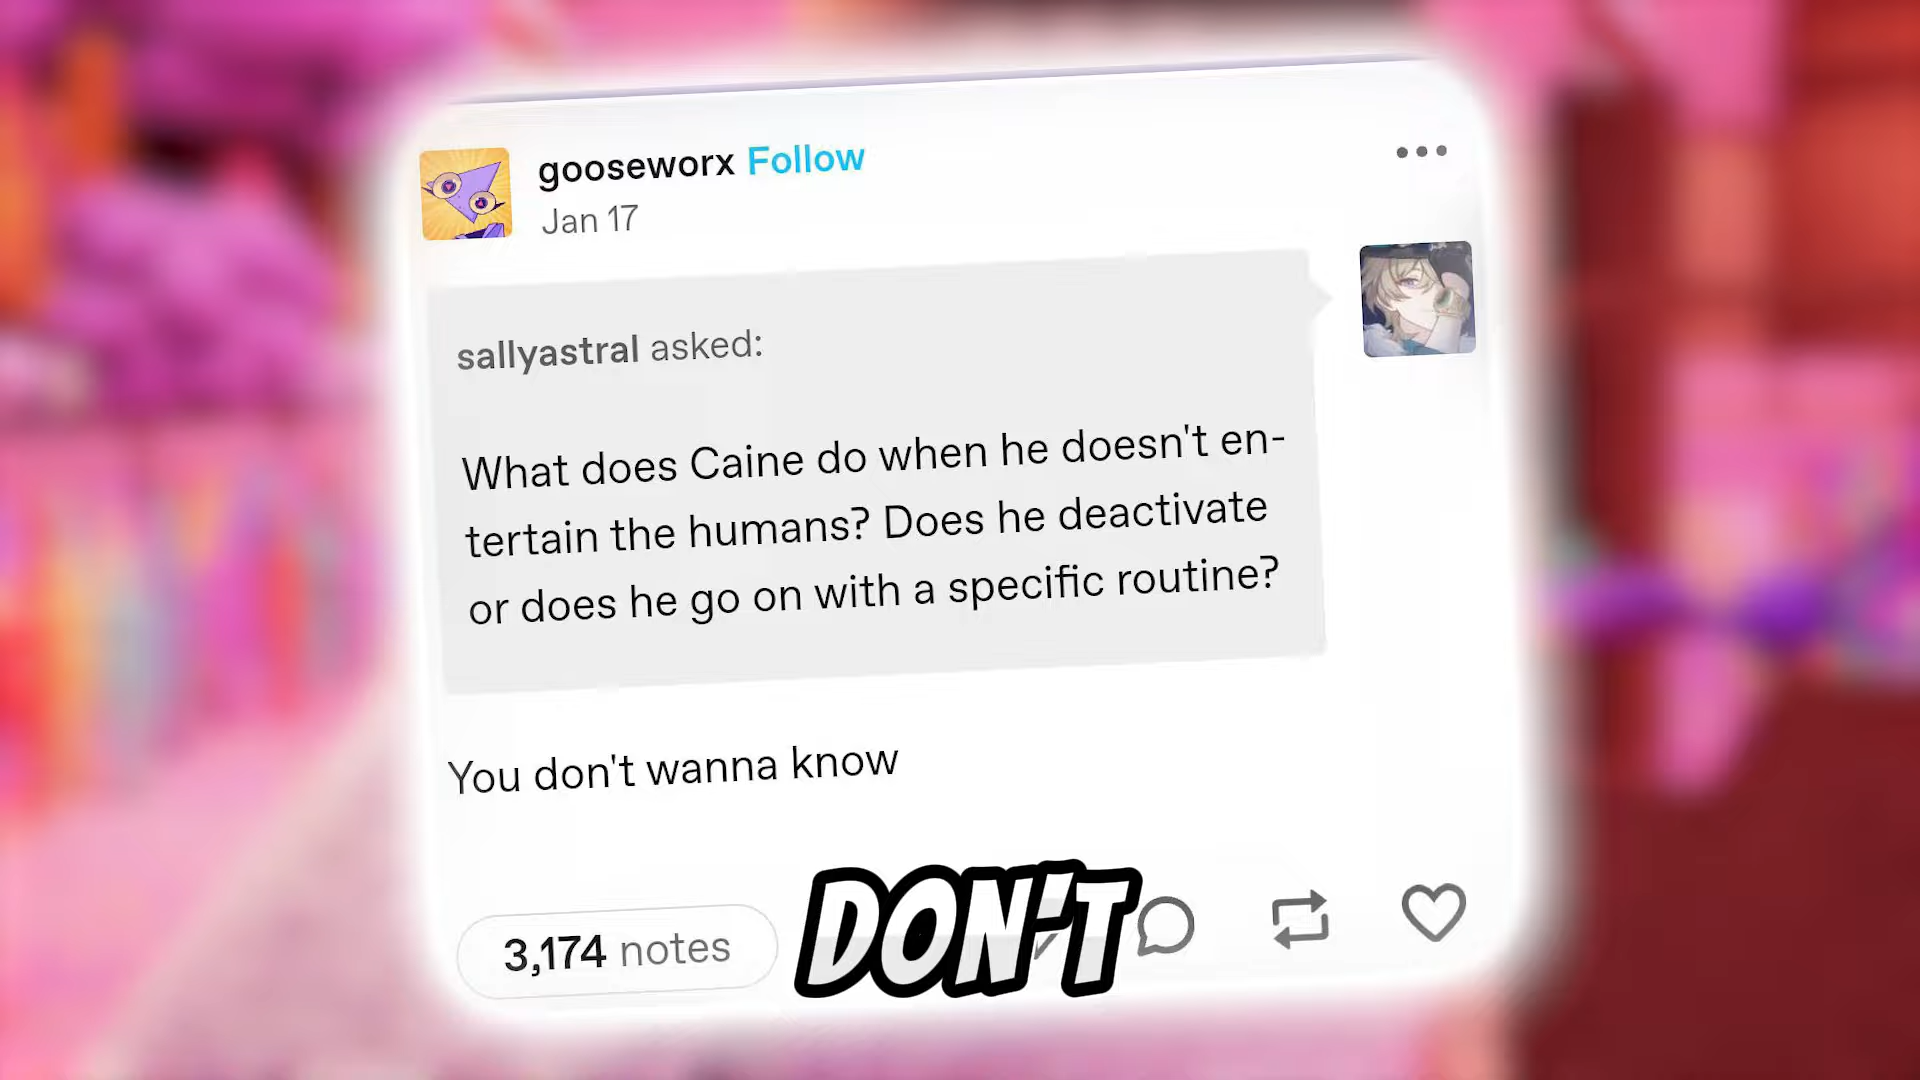 gooseworx Follow
Jan 17
sallyastral asked:
What does Caine do when he doesn't en-
tertain the humans? Does he deactivate
or does he go on with a specific routine?
You don't wanna know
3,174 notes
DON'T